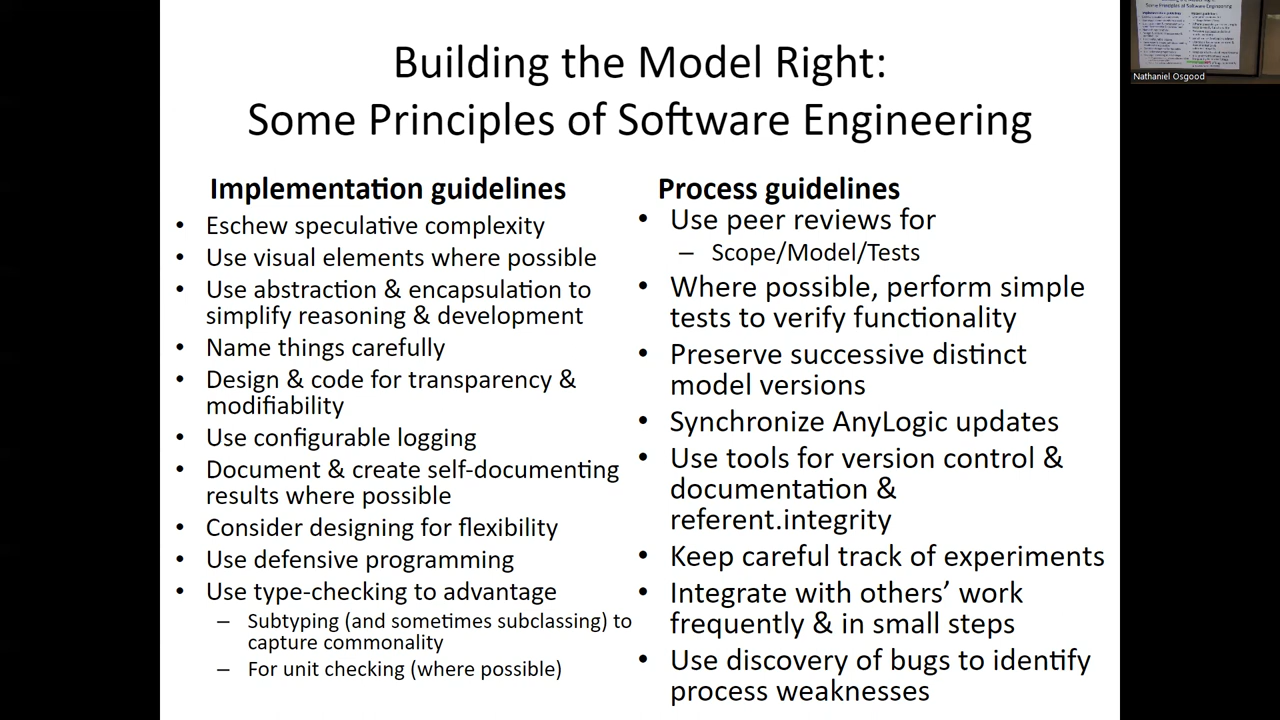 Building the Model Right:
Some Principles of Software Engineering
Implementation guidelines
• Eschew speculative complexity
• Use visual elements where possible
• Use abstraction & encapsulation to
simplify reasoning & development
• Name things carefully
• Design & code for transparency &
modifiability
• Use configurable logging
• Document & create self-documenting
results where possible
• Consider designing for flexibility
• Use defensive programming
• Use type-checking to advantage
– Subtyping (and sometimes subclassing) to
capture commonality
– For unit checking (where possible)
Process guidelines
• Use peer reviews for
– Scope/Model/Tests
• Where possible, perform simple
tests to verify functionality
• Preserve successive distinct
model versions
• Synchronize AnyLogic updates
• Use tools for version control &
documentation &
referent.integrity
• Keep careful track of experiments
• Integrate with others’ work
frequently & in small steps
• Use discovery of bugs to identify
process weaknesses
Some Principles of Software Engineering
Nathaniel Osgood